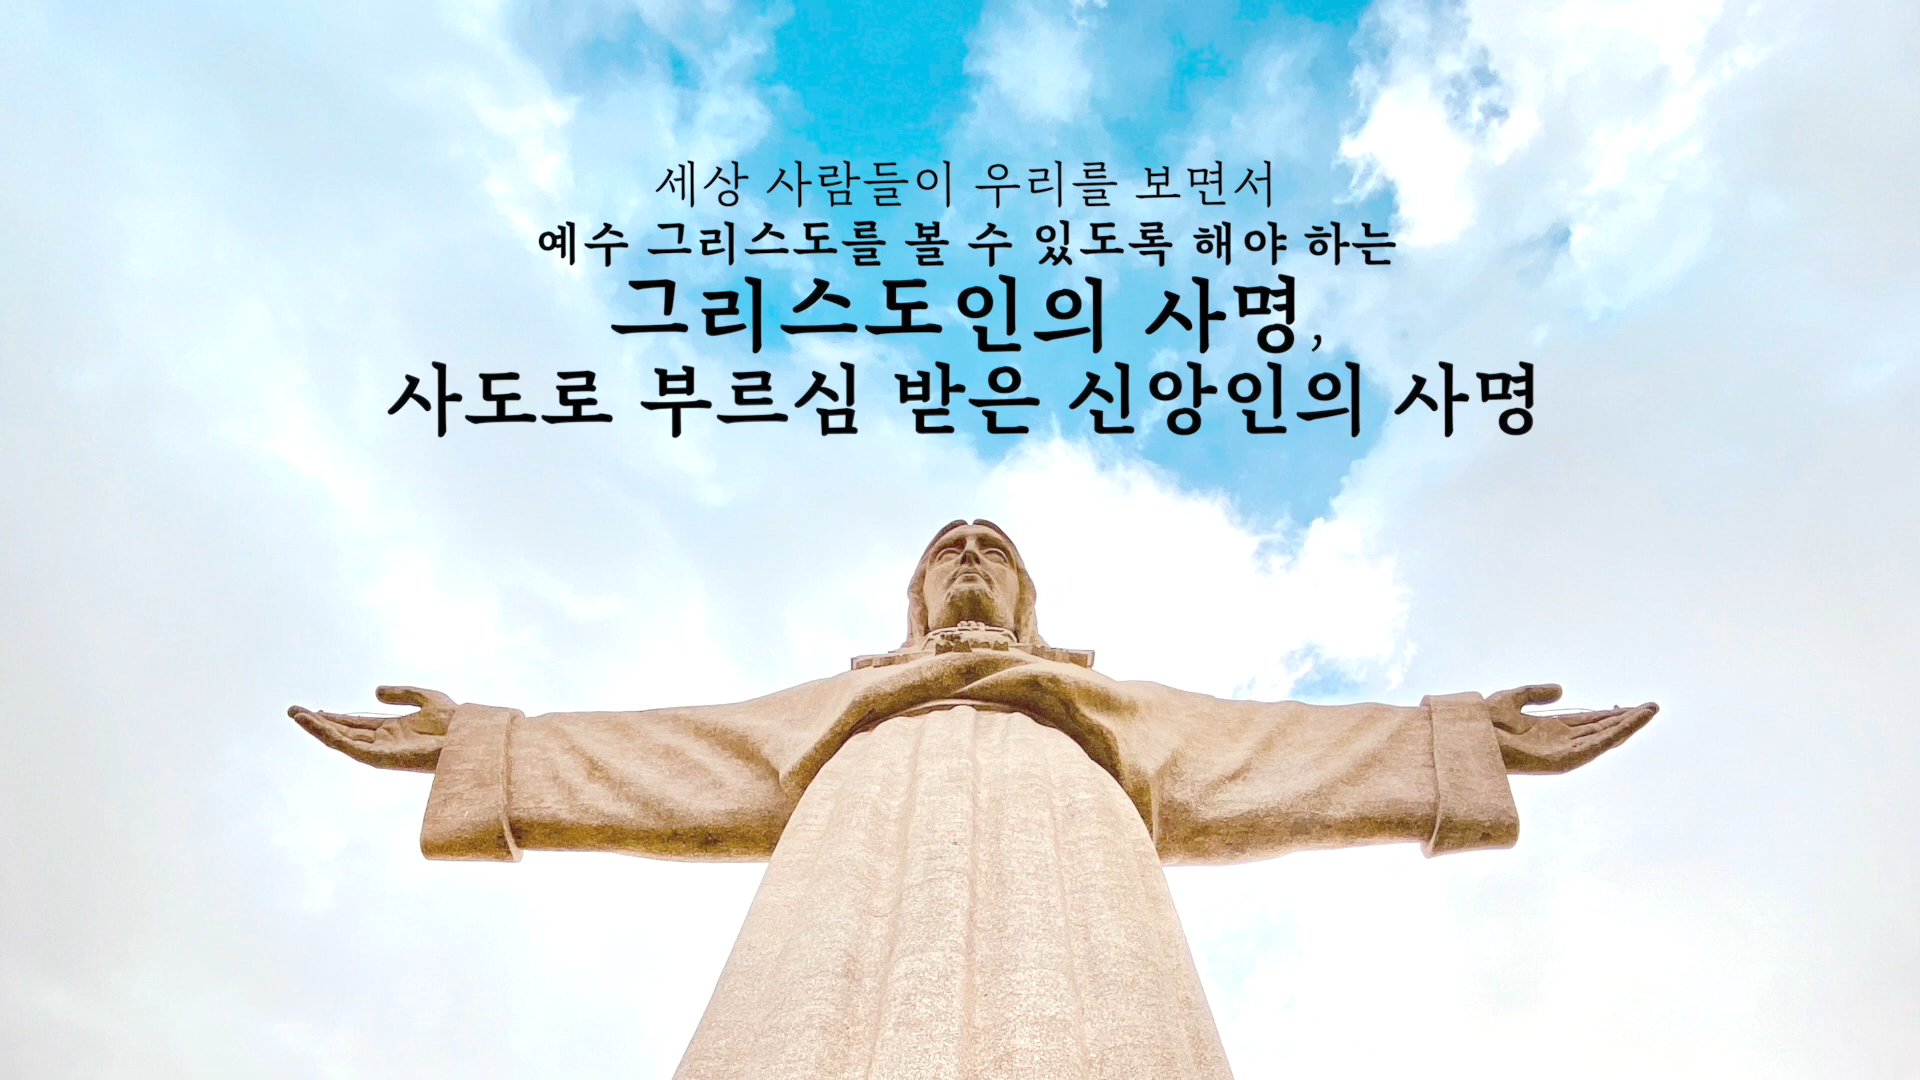 세상 사람들이 우리를 보면서
예수 그리스도를 볼 수 있도록 해야 하는
그리스도인의 사명,
사도로 부르심 받은 신앙인의 사명